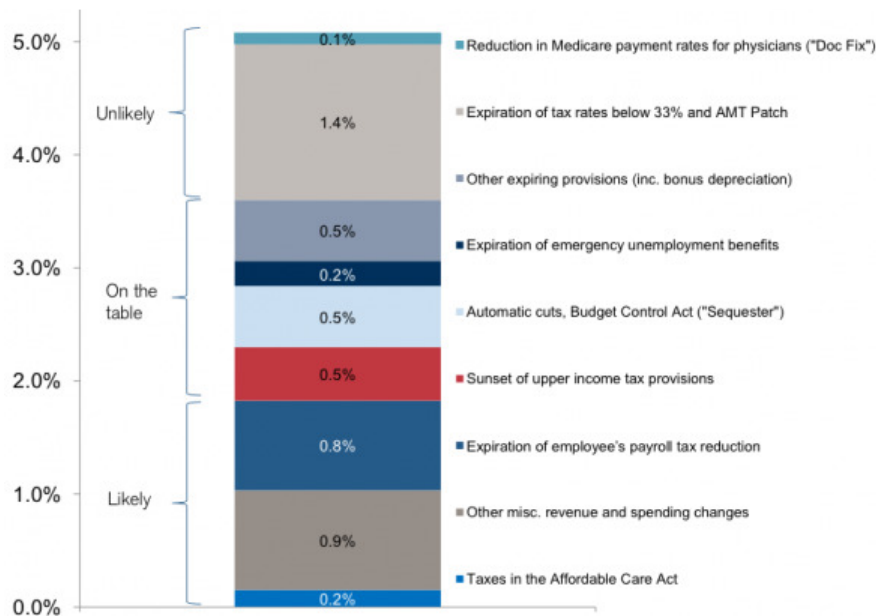 5.0%
4.0%
3.0%
2.0%
1.0%
0.0%
Unlikely
On the
table
Likely
0.1%
1.4%
0.5%
0.2%
0.5%
0.5%
0.8%
0.9%
0.2%
Reduction in Medicare payment rates for physicians ("Doc Fix")
Expiration of tax rates below 33% and AMT Patch
Other expiring provisions (inc. bonus depreciation)
Expiration of emergency unemployment benefits
Automatic cuts, Budget Control Act ("Sequester")
Sunset of upper income tax provisions
Expiration of employee's payroll tax reduction
Other misc. revenue and spending changes
Taxes in the Affordable Care Act